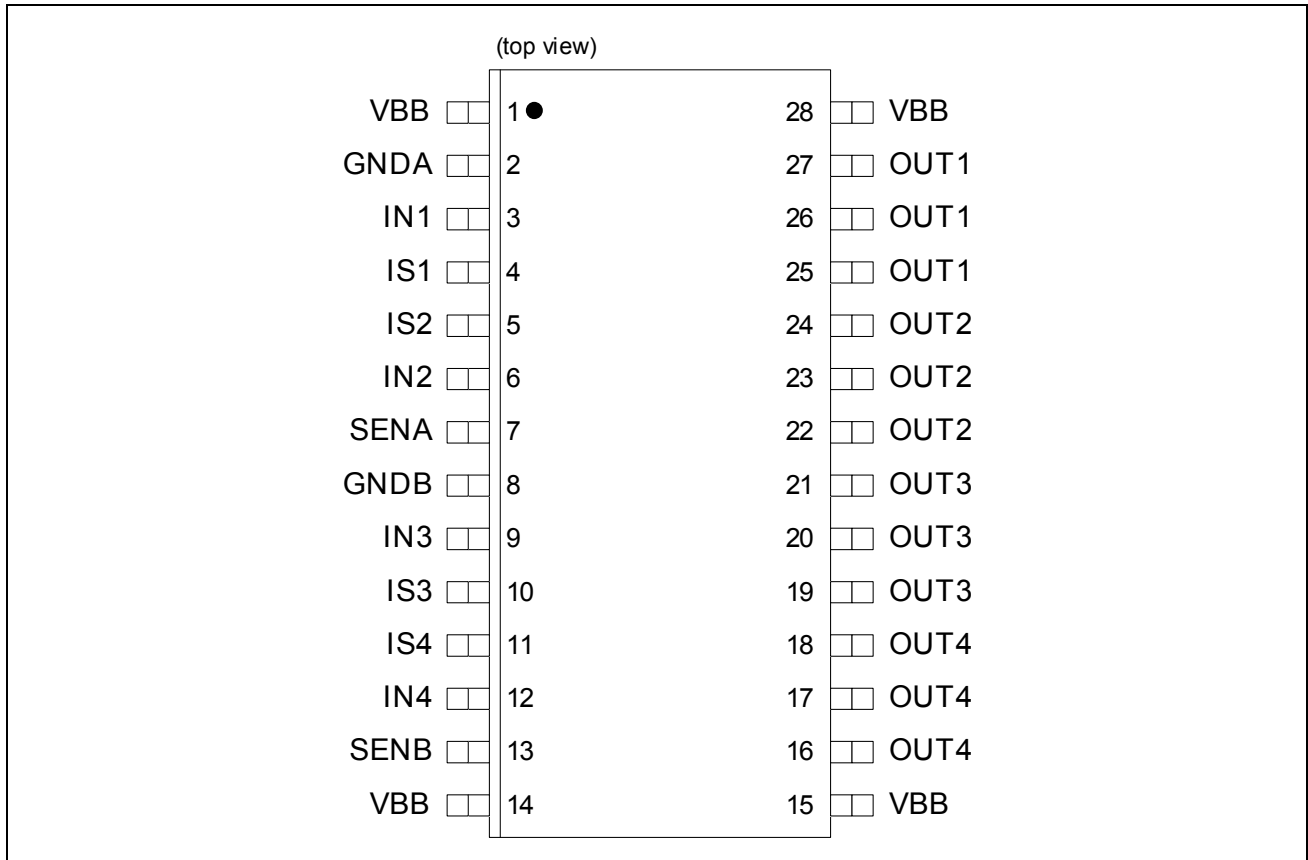 (top view)
VBB 1 28 VBB
GNDA 2 27 OUT1
IN1 3 26 OUT1
IS1 4 25 OUT1
IS2 5 24 OUT2
IN2 6 23 OUT2
SENA 7 22 OUT2
GNDB 8 21 OUT3
IN3 9 20 OUT3
IS3 10 19 OUT3
IS4 11 18 OUT4
IN4 12 17 OUT4
SENB 13 16 OUT4
VBB 14 15 VBB